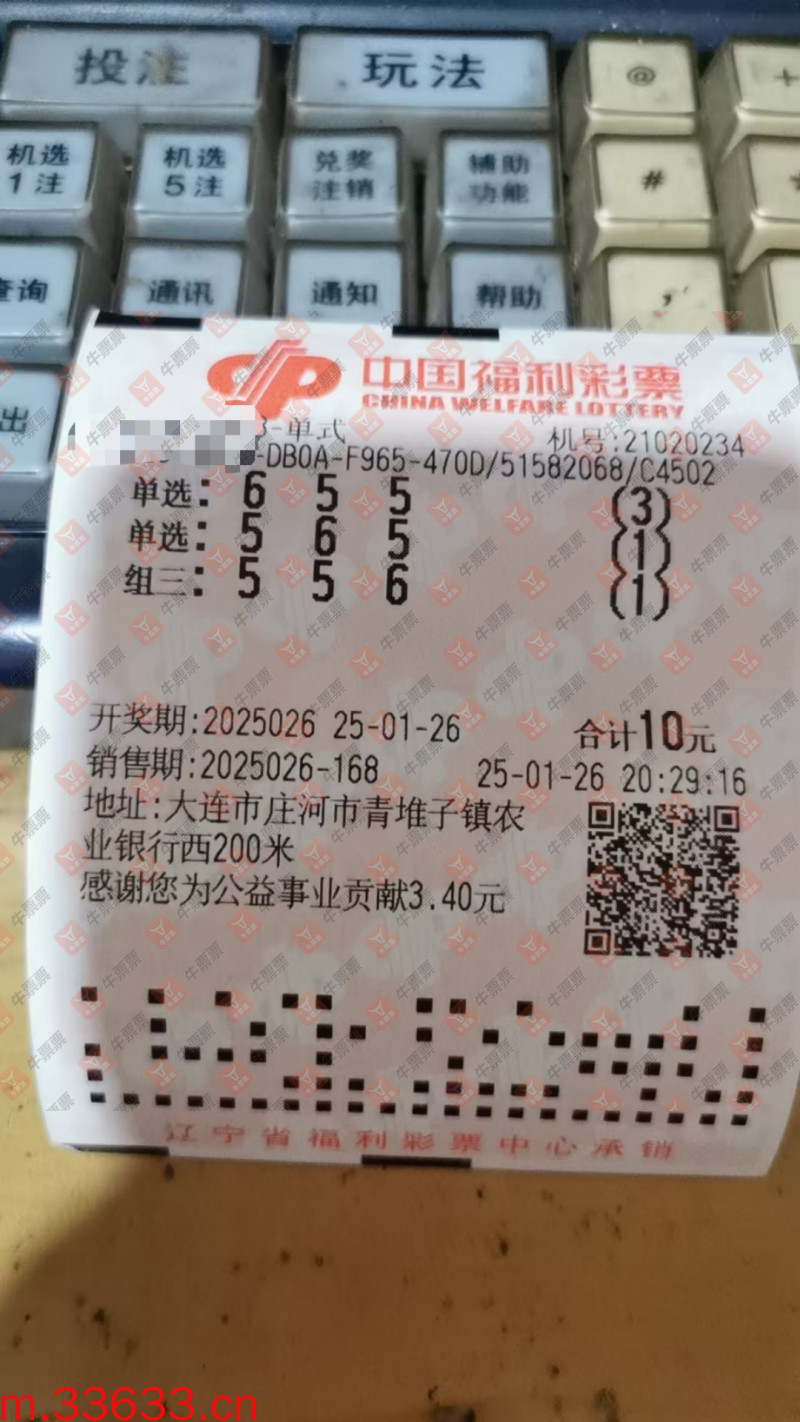 投注 玩法 @ +
机选 1注 机选 5注 兑奖 注销 辅助 功能 #
查询 通讯 通知 帮助 ,'
出
中国福利彩票
CHINA WELFARE LOTTERY
-单式 机号:21020234
-DB0A-F965-470D/51582068/C4502
单选: 6 5 5 (3)
单选: 5 6 5 (1)
组三: 5 5 6 (1)
开奖期:2025026 25-01-26 合计10元
销售期:2025026-168 25-01-26 20:29:16
地址:大连市庄河市青堆子镇农
业银行西200米
感谢您为公益事业贡献3.40元
辽宁省福利彩票中心承销
牛票票
m.33633.cn